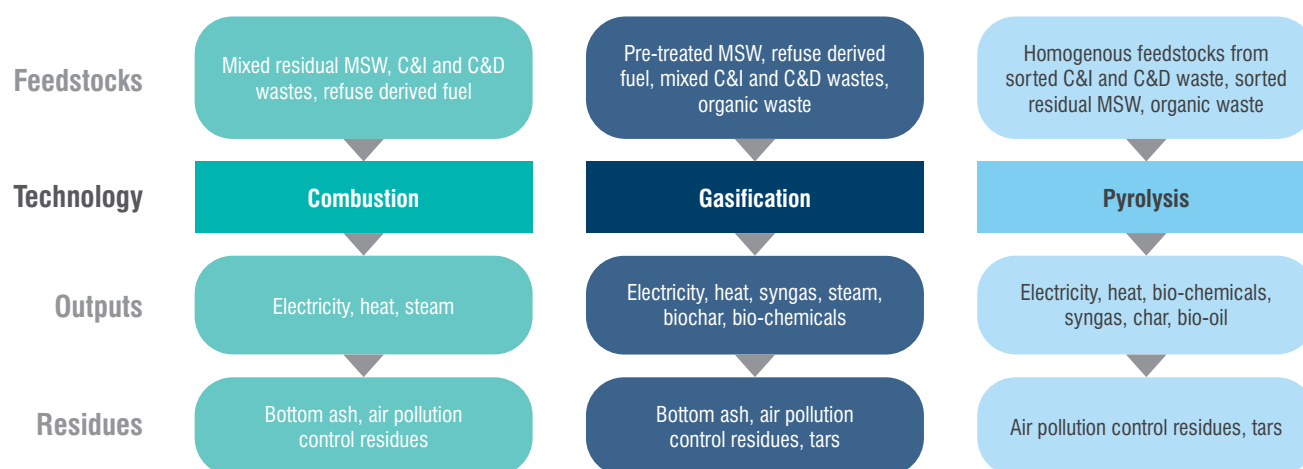 Feedstocks
Mixed residual MSW, C&I and C&D
wastes, refuse derived fuel
Pre-treated MSW, refuse derived
fuel, mixed C&I and C&D wastes,
organic waste
Homogenous feedstocks from
sorted C&I and C&D waste, sorted
residual MSW, organic waste
Technology
Combustion
Gasification
Pyrolysis
Outputs
Electricity, heat, steam
Electricity, heat, syngas, steam,
biochar, bio-chemicals
Electricity, heat, bio-chemicals,
syngas, char, bio-oil
Residues
Bottom ash, air pollution
control residues
Bottom ash, air pollution
control residues, tars
Air pollution control residues, tars